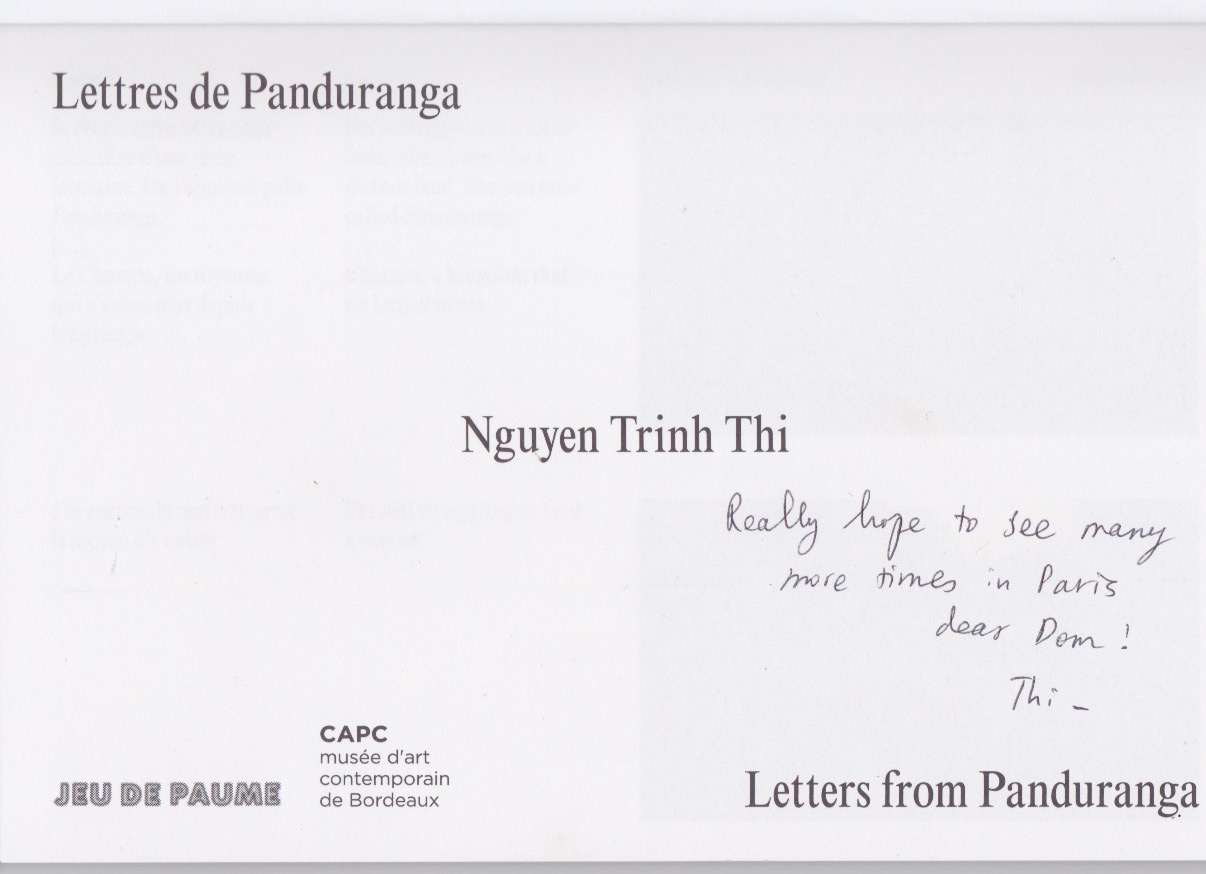 Lettres de Panduranga
Nguyen Trinh Thi
Really hope to see many
more times in Paris
dear Dom !
Thi –
CAPC
musée d'art
contemporain
de Bordeaux
JEU DE PAUME
Letters from Panduranga